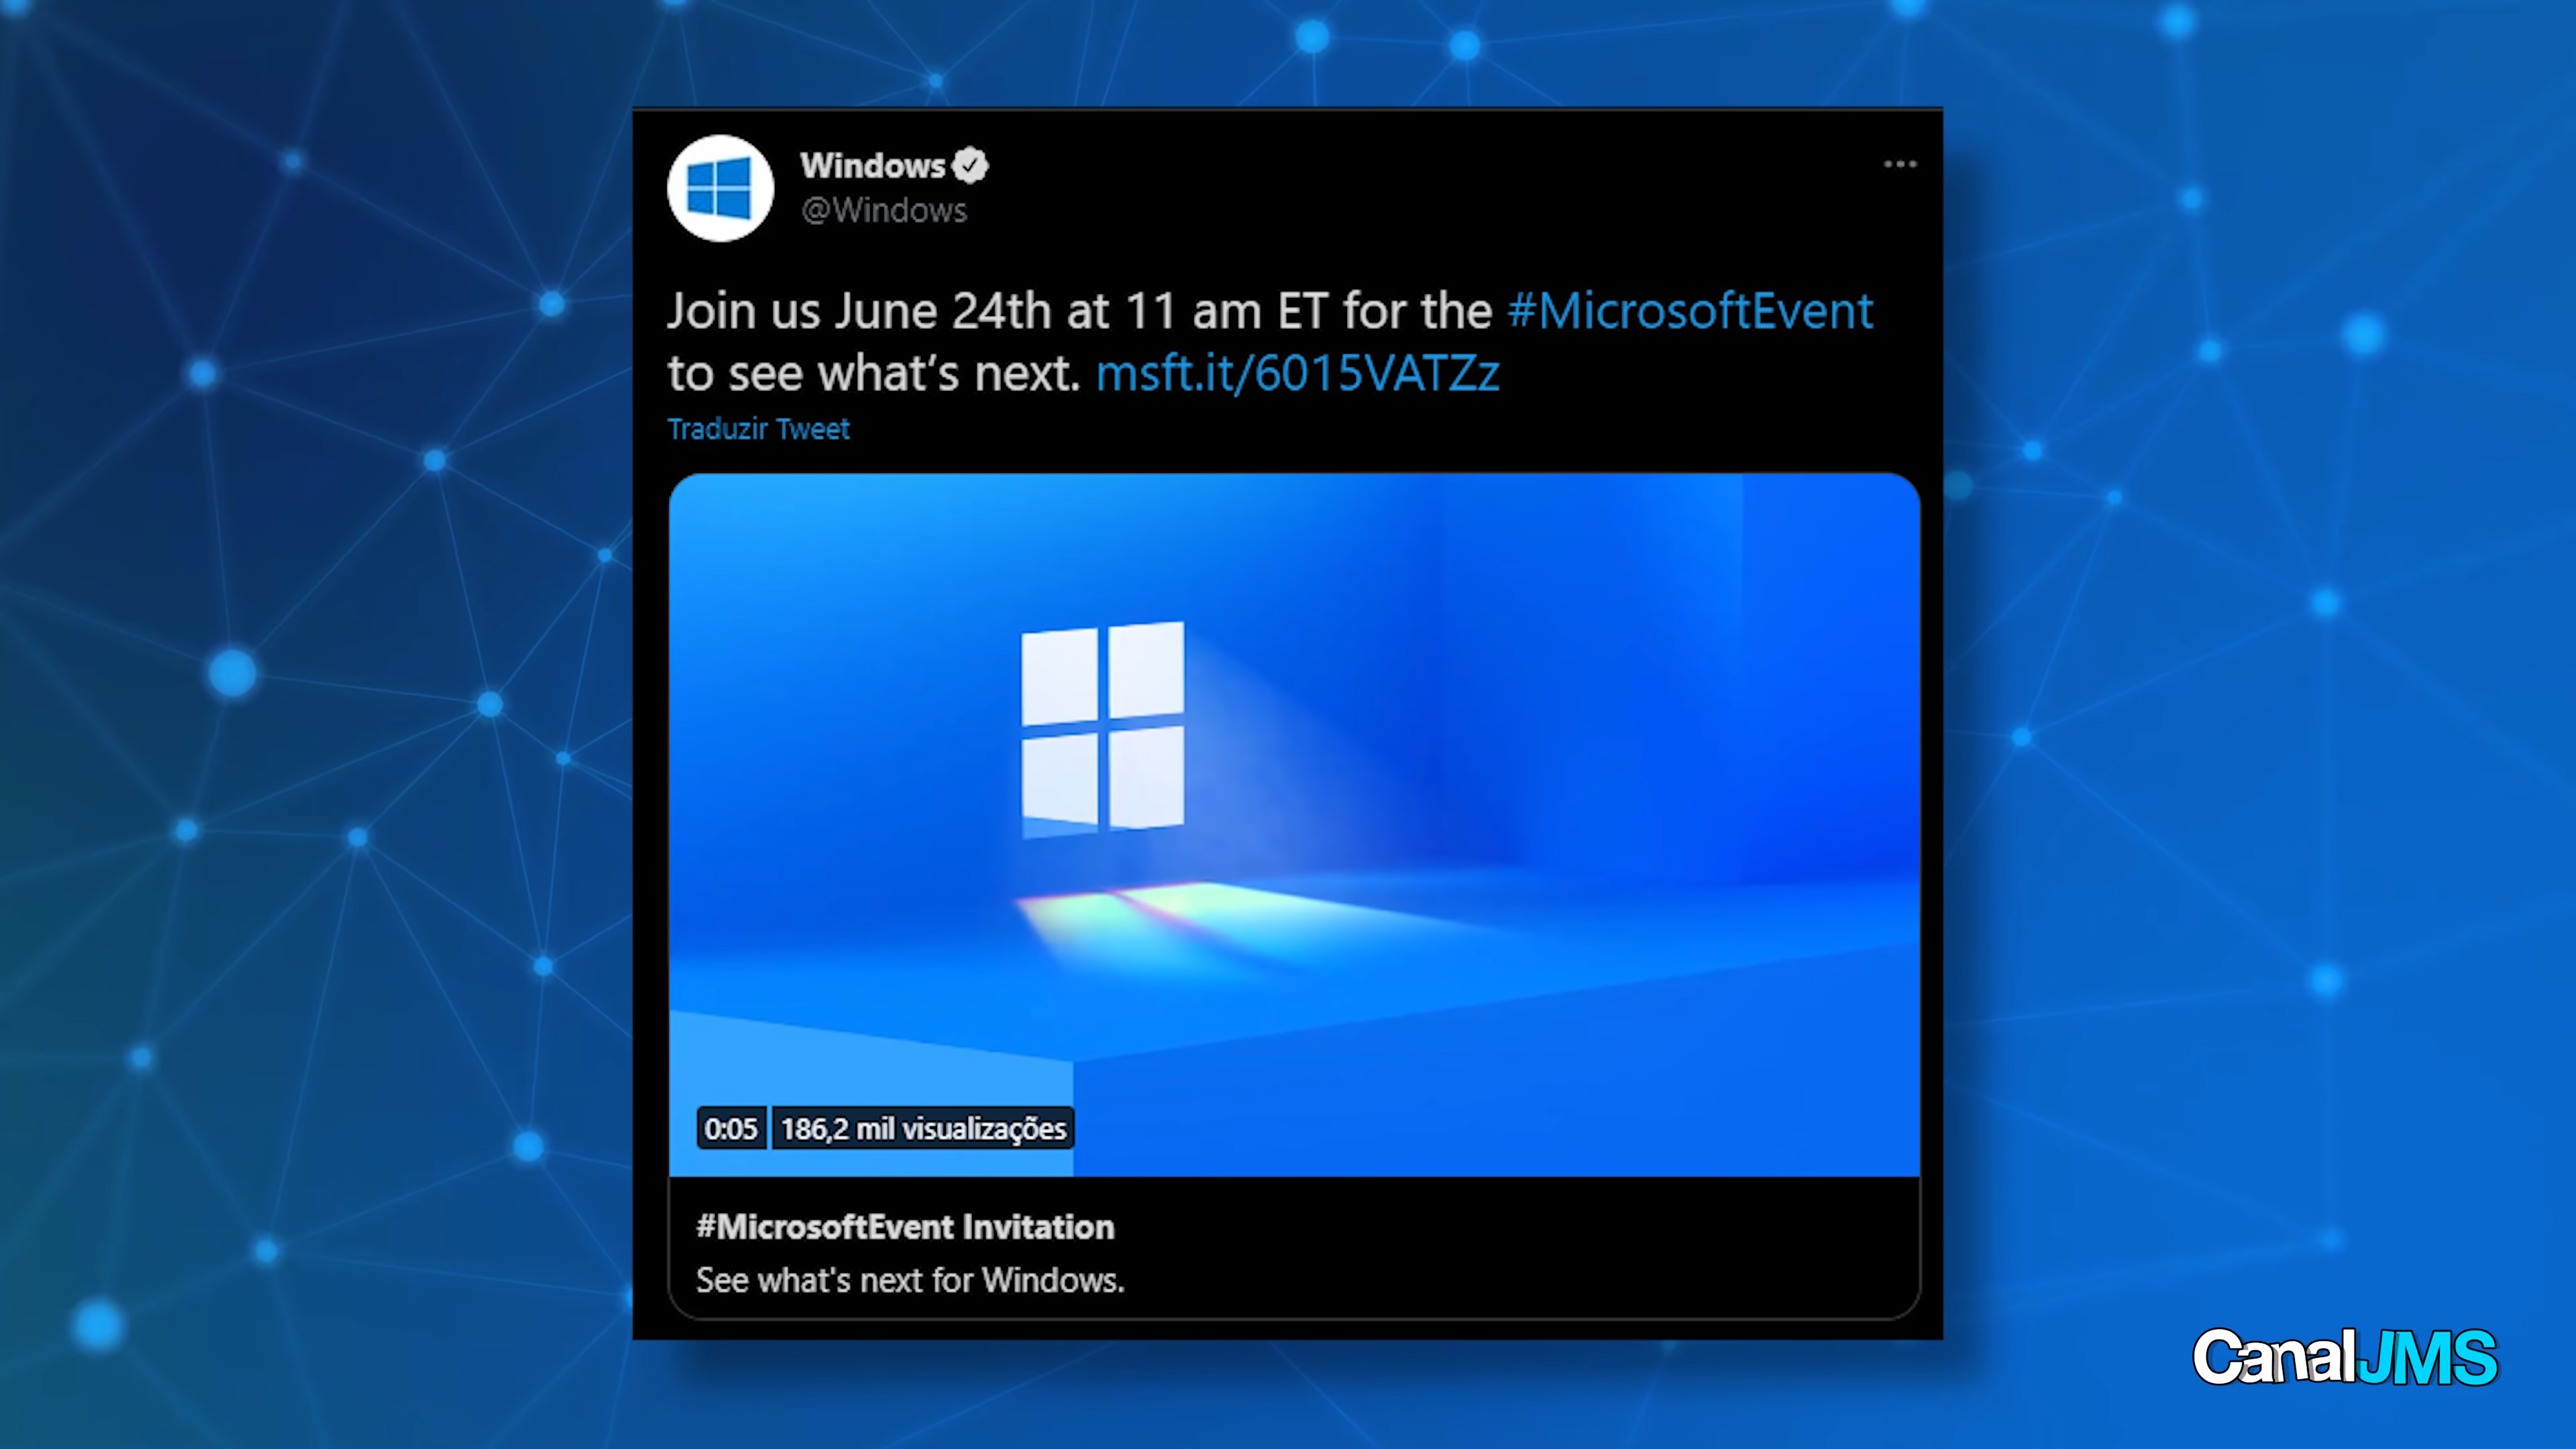 Windows
@Windows
Join us June 24th at 11 am ET for the #MicrosoftEvent
to see what’s next. msft.it/6015VATZz
Traduzir Tweet
0:05 186,2 mil visualizações
#MicrosoftEvent Invitation
See what's next for Windows.
CanalJMS